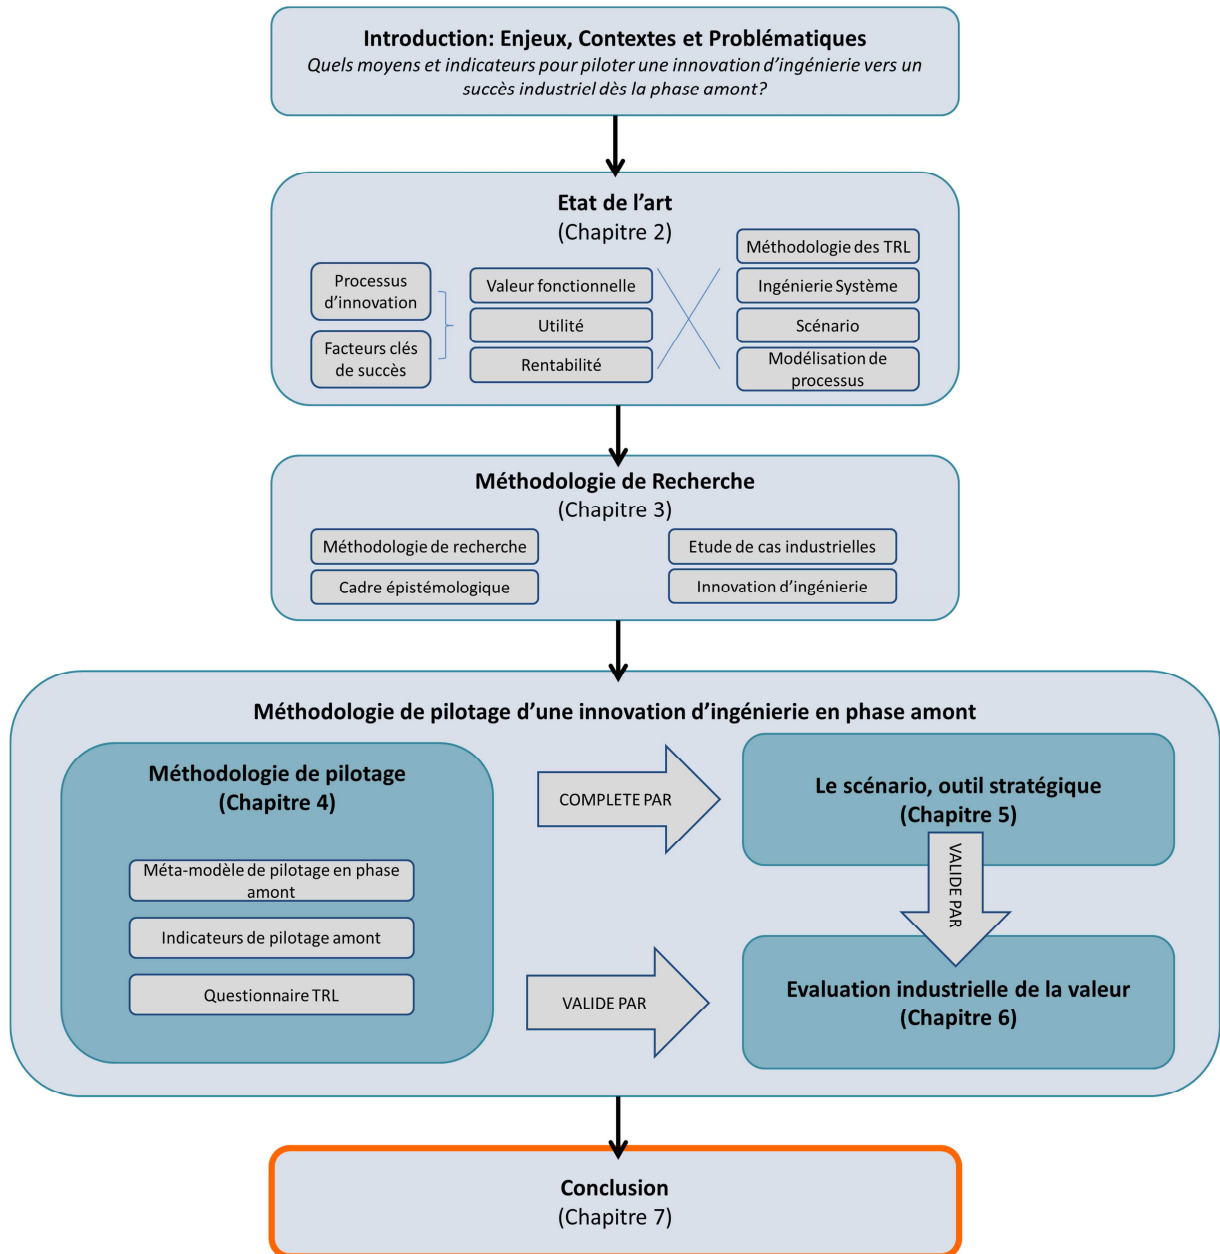 Introduction: Enjeux, Contextes et Problématiques
Quels moyens et indicateurs pour piloter une innovation d'ingénierie vers un
succès industriel dès la phase amont?
Etat de l'art
(Chapitre 2)
Processus
d'innovation
Facteurs clés
de succès
Valeur fonctionnelle
Utilité
Rentabilité
Méthodologie des TRL
Ingénierie Système
Scénario
Modélisation de
processus
Méthodologie de Recherche
(Chapitre 3)
Méthodologie de recherche
Cadre épistémologique
Etude de cas industrielles
Innovation d'ingénierie
Méthodologie de pilotage d'une innovation d'ingénierie en phase amont
Méthodologie de pilotage
(Chapitre 4)
Méta-modèle de pilotage en phase
amont
Indicateurs de pilotage amont
Questionnaire TRL
COMPLETE PAR
VALIDE PAR
Le scénario, outil stratégique
(Chapitre 5)
VALIDE PAR
Evaluation industrielle de la valeur
(Chapitre 6)
Conclusion
(Chapitre 7)